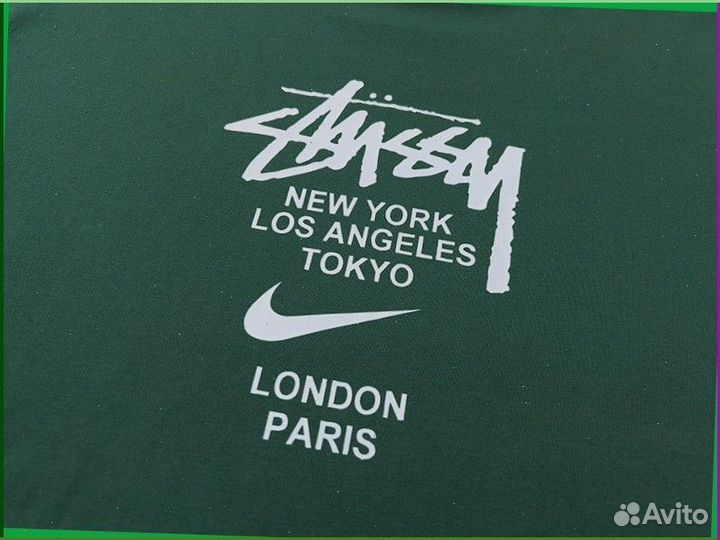 STÜSSY
NEW YORK
LOS ANGELES
TOKYO
LONDON
PARIS
Avito